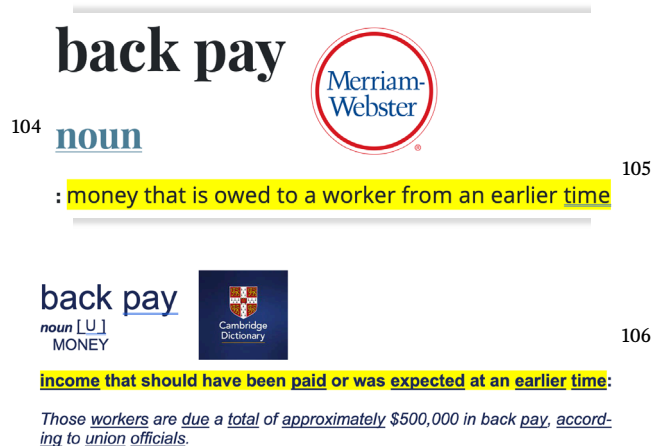 back pay
Merriam-
Webster
®
104
noun
105
: money that is owed to a worker from an earlier time
back pay
noun [ U ]
MONEY
Cambridge
Dictionary
106
income that should have been paid or was expected at an earlier time:
Those workers are due a total of approximately $500,000 in back pay, accord-
ing to union officials.